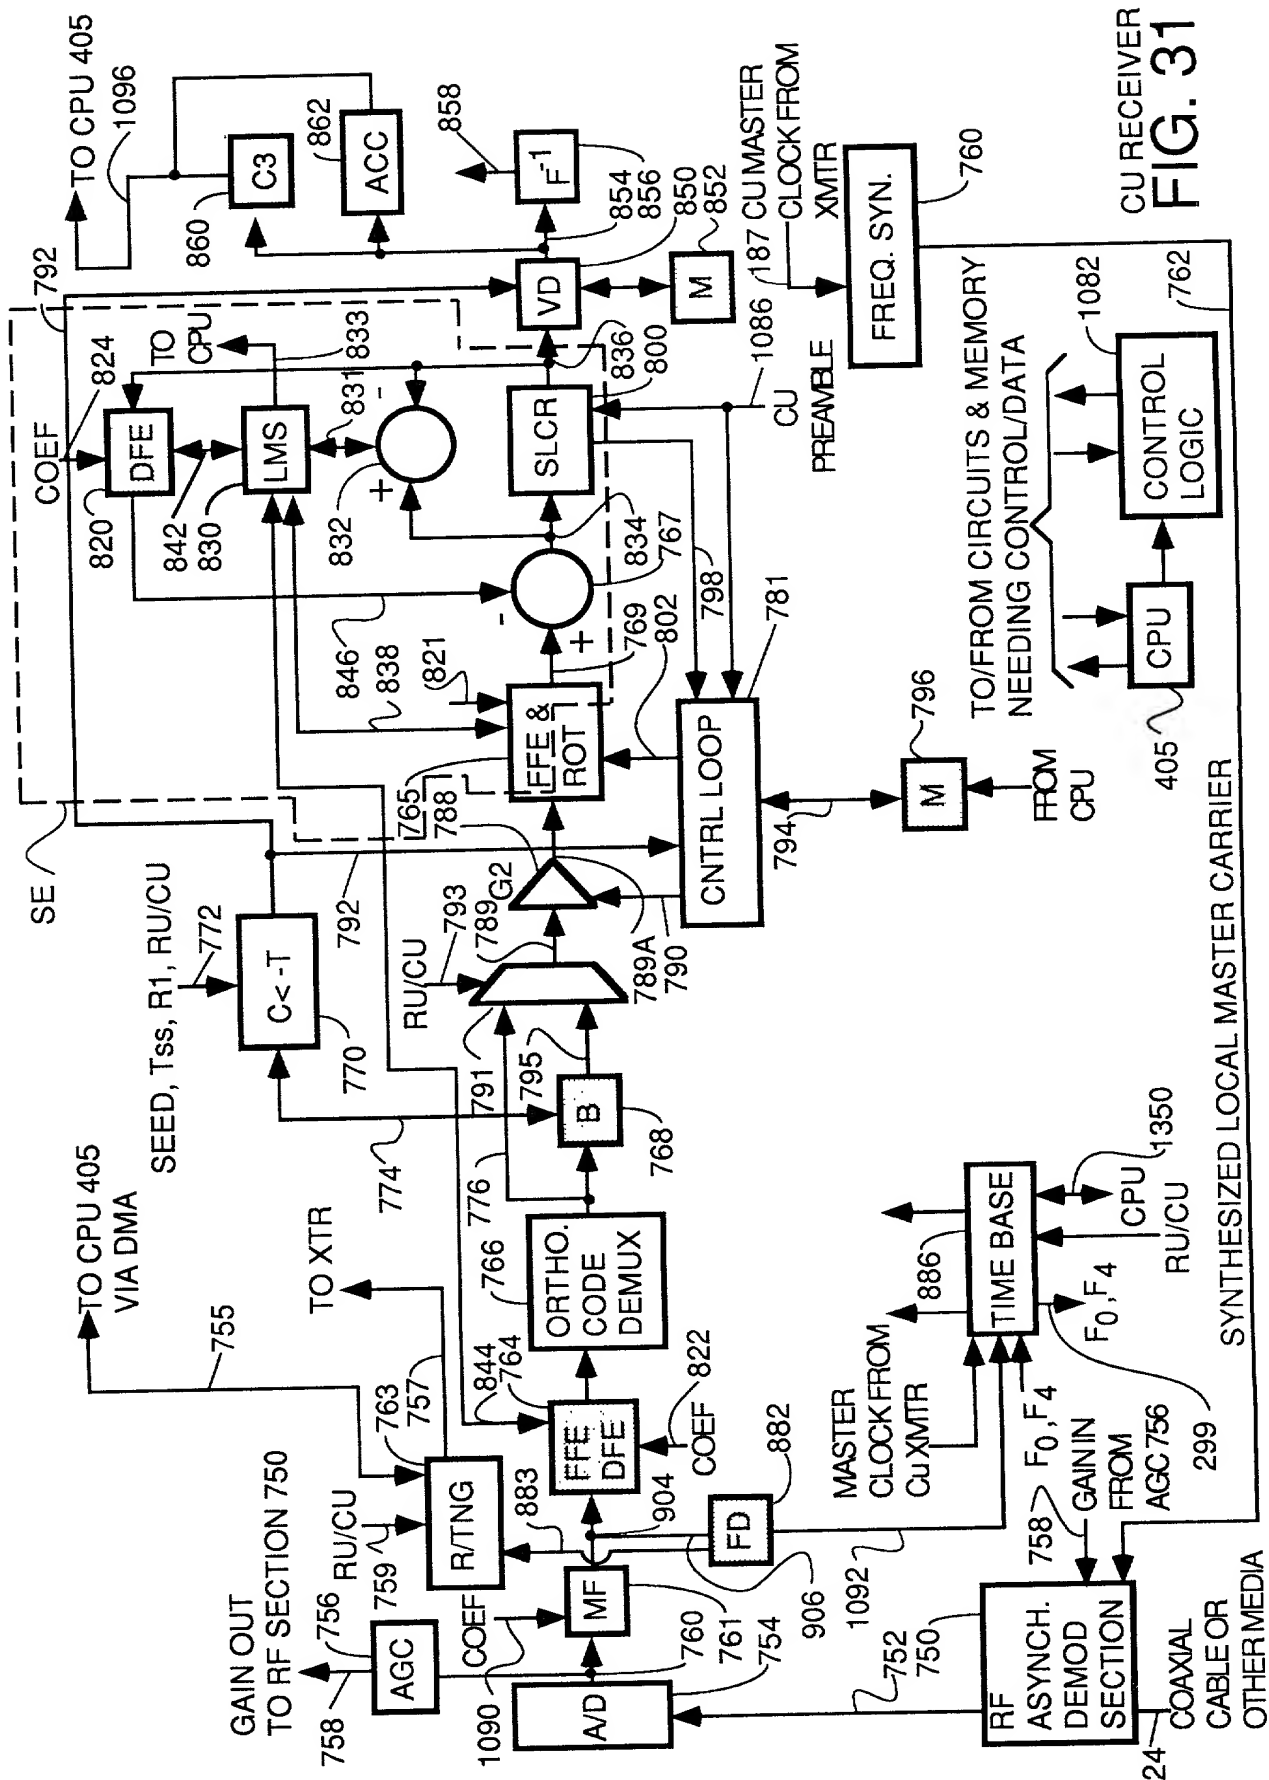 TO CPU 405
1096
792
860
C3
862
ACC
858
F-1
854
856
850
852
VD
M
187
CU MASTER
CLOCK FROM
XMTR
FREQ. SYN.
760
CU RECEIVER
FIG. 31
COEF
824
TO
CPU
833
820
DFE
842
830
LMS
831
832
+
-
836
800
SLCR
834
767
798
1086
CU
PREAMBLE
TO/FROM CIRCUITS & MEMORY
NEEDING CONTROL/DATA
1082
762
CONTROL
LOGIC
CPU
405
SE
SEED, Tss, R1, RU/CU
772
C< -T
770
792
846
838
821
-
+
769
802
781
765
788
FFE &
ROT
CNTRL LOOP
794
796
M
FROM
CPU
G2
793
789
RU/CU
789A
790
791
795
774
776
B
768
TO CPU 405
VIA DMA
755
TO XTR
766
ORTHO.
CODE
DEMUX
763
757
844
764
FFE
DFE
822
COEF
RU/CU
759
R/TNG
883
904
882
FD
GAIN OUT
TO RF SECTION 750
756
758
AGC
COEF
1090
MF
760
761
754
A/D
906
1092
752
750
RF
ASYNCH.
DEMOD
SECTION
24
COAXIAL
CABLE OR
OTHER MEDIA
758
GAIN IN
FROM
AGC 756
MASTER
CLOCK FROM
Cu XMTR
886
TIME BASE
F0, F4
299
F0, F4
1350
CPU
RU/CU
SYNTHESIZED LOCAL MASTER CARRIER